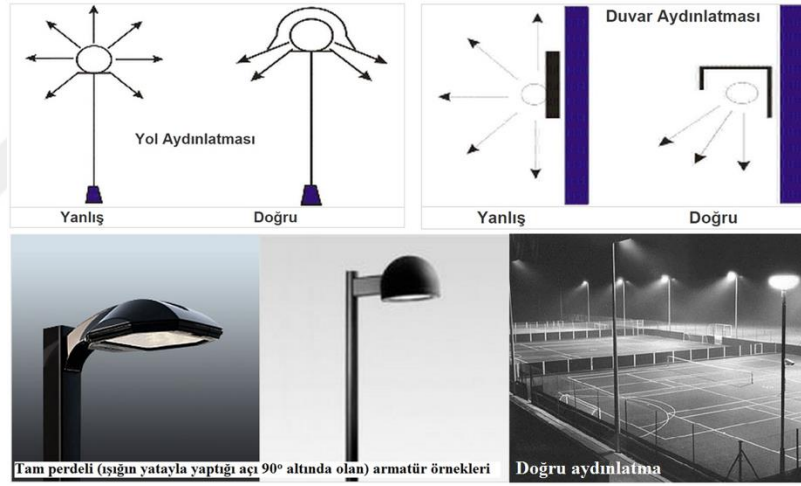 Duvar Aydınlatması
Yol Aydınlatması
Yanlış
Doğru
Yanlış
Doğru
Tam perdeli (ışığın yatayla yaptığı açı 90° altında olan) armatür örnekleri
Doğru aydınlatma